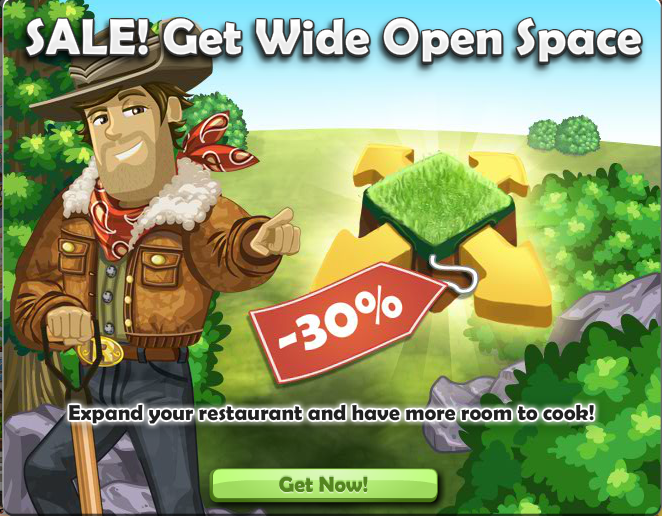 SALE! Get Wide Open Space
-30%
Expand your restaurant and have more room to cook!
Get Now!